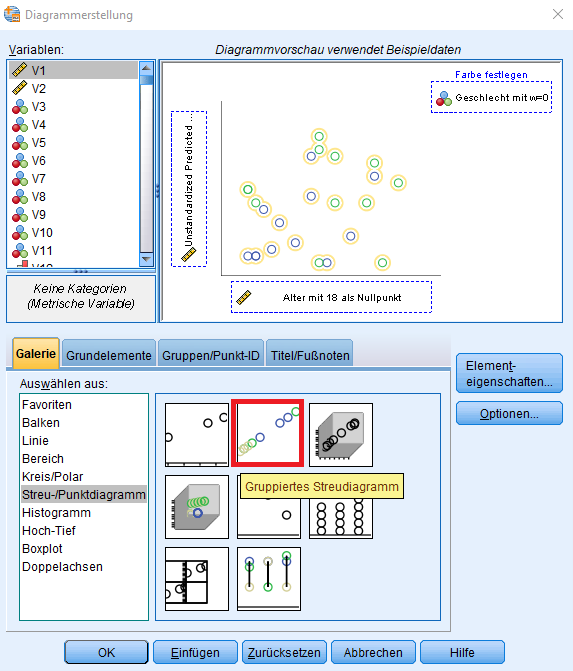 Diagrammerstellung
Variablen:
Diagrammvorschau verwendet Beispieldaten
V1
V2
V3
V4
V5
V6
V7
V8
V9
V10
V11
Keine Kategorien
(Metrische Variable)
Farbe festlegen
Geschlecht mit w=0
Unstandardized Predicted ...
Alter mit 18 als Nullpunkt
Galerie
Grundelemente
Gruppen/Punkt-ID
Titel/Fußnoten
Auswählen aus:
Favoriten
Balken
Linie
Bereich
Kreis/Polar
Streu-/Punktdiagramm
Histogramm
Hoch-Tief
Boxplot
Doppelachsen
Gruppiertes Streudiagramm
Element-
eigenschaften...
Optionen...
OK
Einfügen
Zurücksetzen
Abbrechen
Hilfe